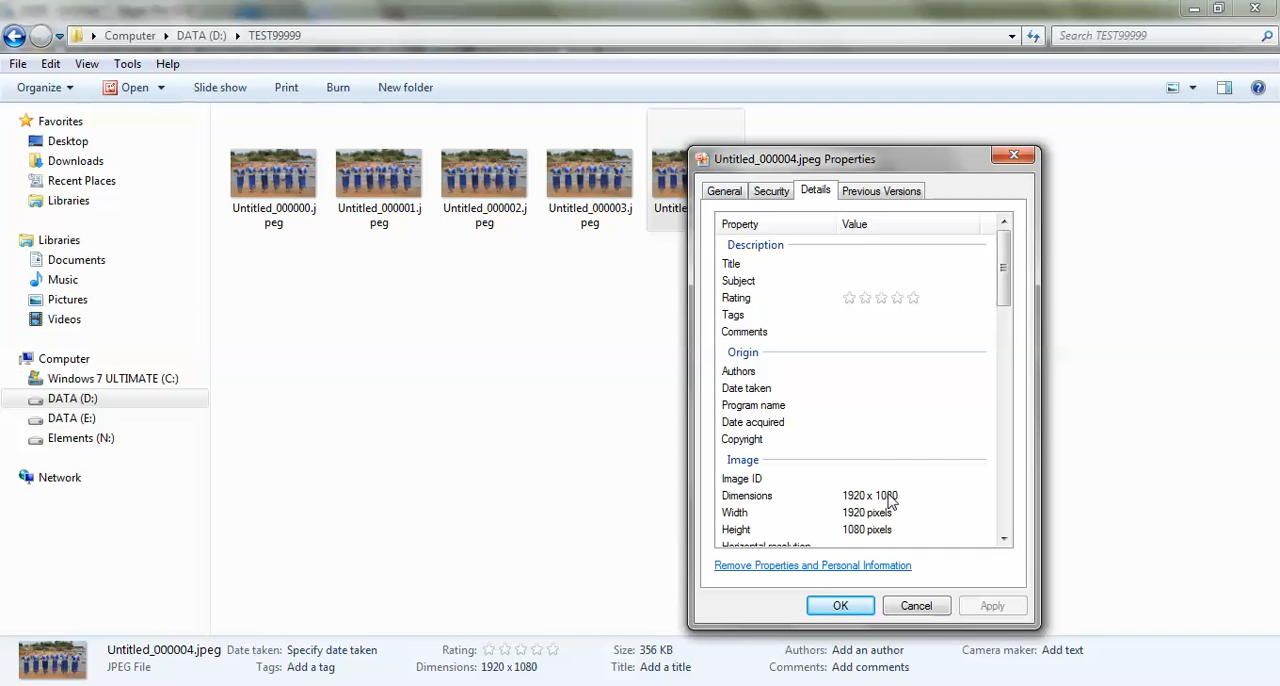 Computer DATA (D:) TEST99999 Search TEST99999
File Edit View Tools Help
Organize Open Slide show Print Burn New folder
Favorites
Desktop
Downloads
Recent Places
Libraries
Libraries
Documents
Music
Pictures
Videos
Computer
Windows 7 ULTIMATE (C:)
DATA (D:)
DATA (E:)
Elements (N:)
Network
Untitled_000000.j
peg
Untitled_000001.j
peg
Untitled_000002.j
peg
Untitled_000003.j
peg
Untitle
Untitled_000004.jpeg Properties
General Security Details Previous Versions
Property Value
Description
Title
Subject
Rating
Tags
Comments
Origin
Authors
Date taken
Program name
Date acquired
Copyright
Image
Image ID
Dimensions 1920 x 1080
Width 1920 pixels
Height 1080 pixels
Horizontal resolution
Remove Properties and Personal Information
OK Cancel Apply
Untitled_000004.jpeg Date taken: Specify date taken Rating: Size: 356 KB Authors: Add an author Camera maker: Add text
JPEG File Tags: Add a tag Dimensions: 1920 x 1080 Title: Add a title Comments: Add comments